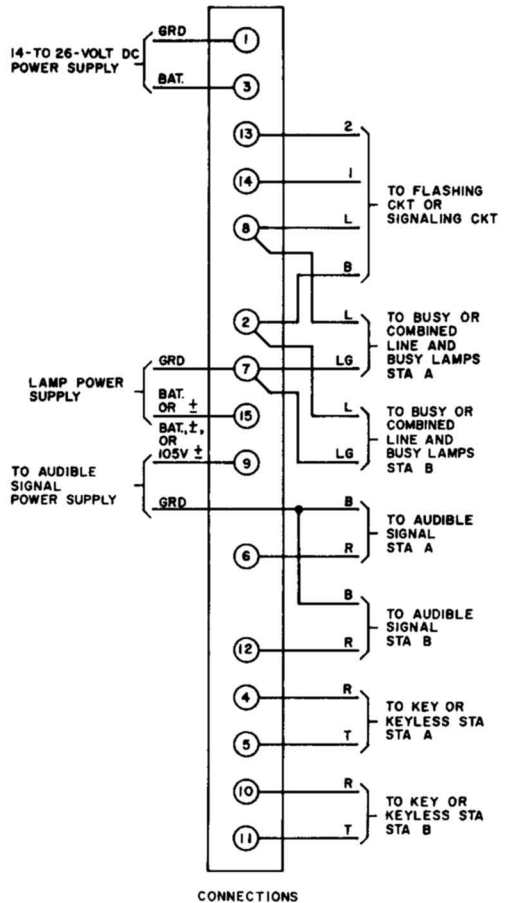 GRD
1
14-TO 26-VOLT DC
POWER SUPPLY
BAT.
3
13
2
14
1
TO FLASHING
CKT OR
SIGNALING CKT
8
L
B
2
L
TO BUSY OR
COMBINED
LINE AND
BUSY LAMPS
STA A
GRD
7
LG
LAMP POWER
SUPPLY
BAT.
OR ±
15
L
TO BUSY OR
COMBINED
LINE AND
BUSY LAMPS
STA B
BAT.,±,
OR
105V ±
9
LG
TO AUDIBLE
SIGNAL
POWER SUPPLY
GRD
B
TO AUDIBLE
SIGNAL
STA A
6
R
B
TO AUDIBLE
SIGNAL
STA B
12
R
4
R
TO KEY OR
KEYLESS STA
STA A
5
T
10
R
TO KEY OR
KEYLESS STA
STA B
11
T
CONNECTIONS